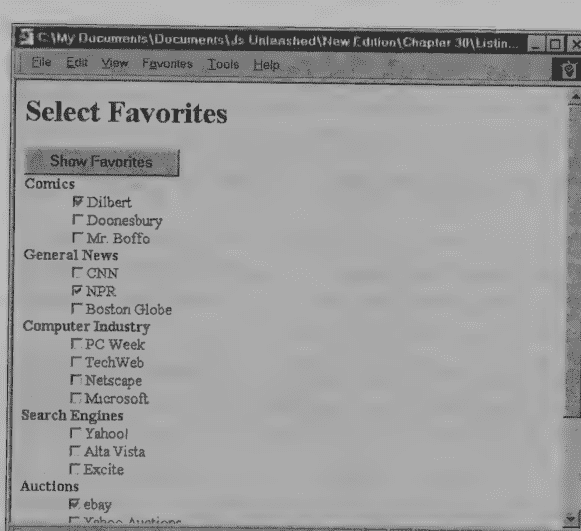 C:\My Documents\Documents\Js Unleashed\New Edition\Chapter 30\Listin...
File Edit View Favorites Tools Help
Select Favorites
Show Favorites
Comics
Dilbert
Doonesbury
Mr. Boffo
General News
CNN
NPR
Boston Globe
Computer Industry
PC Week
TechWeb
Netscape
Microsoft
Search Engines
Yahoo!
Alta Vista
Excite
Auctions
ebay
Yahoo Auctions